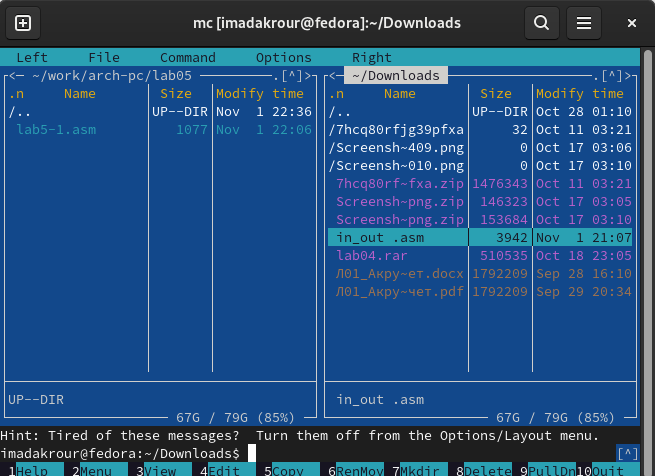 mc [imadakrour@fedora]:~/Downloads
Left File Command Options Right
<─ ~/work/arch-pc/lab05 .[^]> <─ ~/Downloads .[^]>
.n Name Size Modify time .n Name Size Modify time
/.. UP--DIR Nov 1 22:36 /.. UP--DIR Oct 28 01:10
lab5-1.asm 1077 Nov 1 22:06 /7hcq80rfjg39pfxa 32 Oct 11 03:21
/Screensh~409.png 0 Oct 17 03:06
/Screensh~010.png 0 Oct 17 03:10
7hcq80rf~fxa.zip 1476343 Oct 11 03:21
Screensh~png.zip 146323 Oct 17 03:05
Screensh~png.zip 153684 Oct 17 03:10
in_out .asm 3942 Nov 1 21:07
lab04.rar 510535 Oct 18 23:05
Л01_Акру~ет.docx 1792209 Sep 28 16:10
Л01_Акру~чет.pdf 1792209 Sep 29 20:34
UP--DIR in_out .asm
67G / 79G (85%) 67G / 79G (85%)
Hint: Tired of these messages?  Turn them off from the Options/Layout menu.
imadakrour@fedora:~/Downloads$ [^]
1Help 2Menu 3View 4Edit 5Copy 6RenMov 7Mkdir 8Delete 9PullDn 10Quit